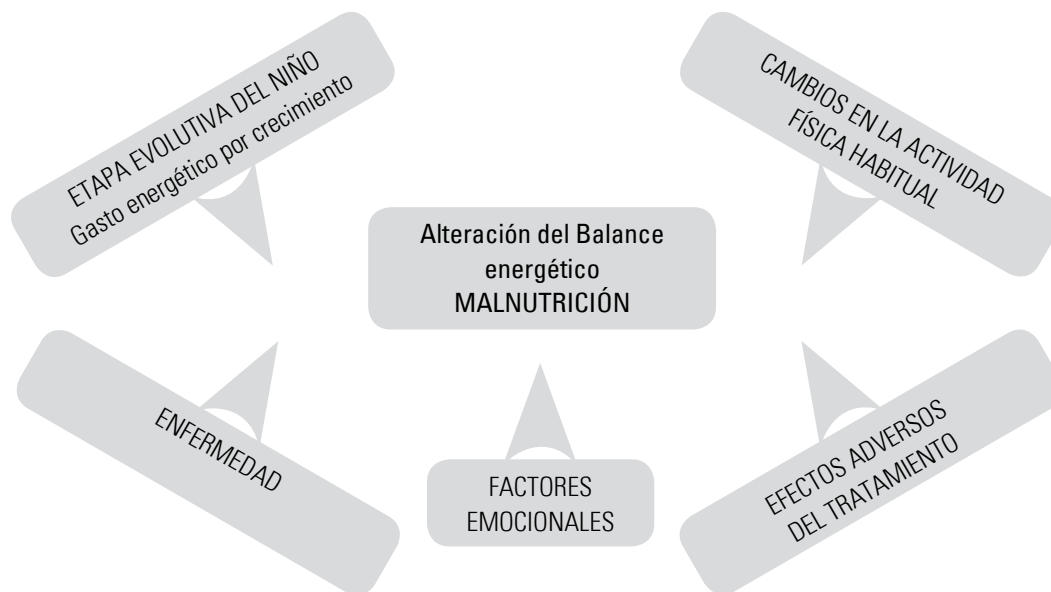 ETAPA EVOLUTIVA DEL NIÑO
Gasto energético por crecimiento
CAMBIOS EN LA ACTIVIDAD
FÍSICA HABITUAL
Alteración del Balance
energético
MALNUTRICIÓN
ENFERMEDAD
FACTORES
EMOCIONALES
EFECTOS ADVERSOS
DEL TRATAMIENTO